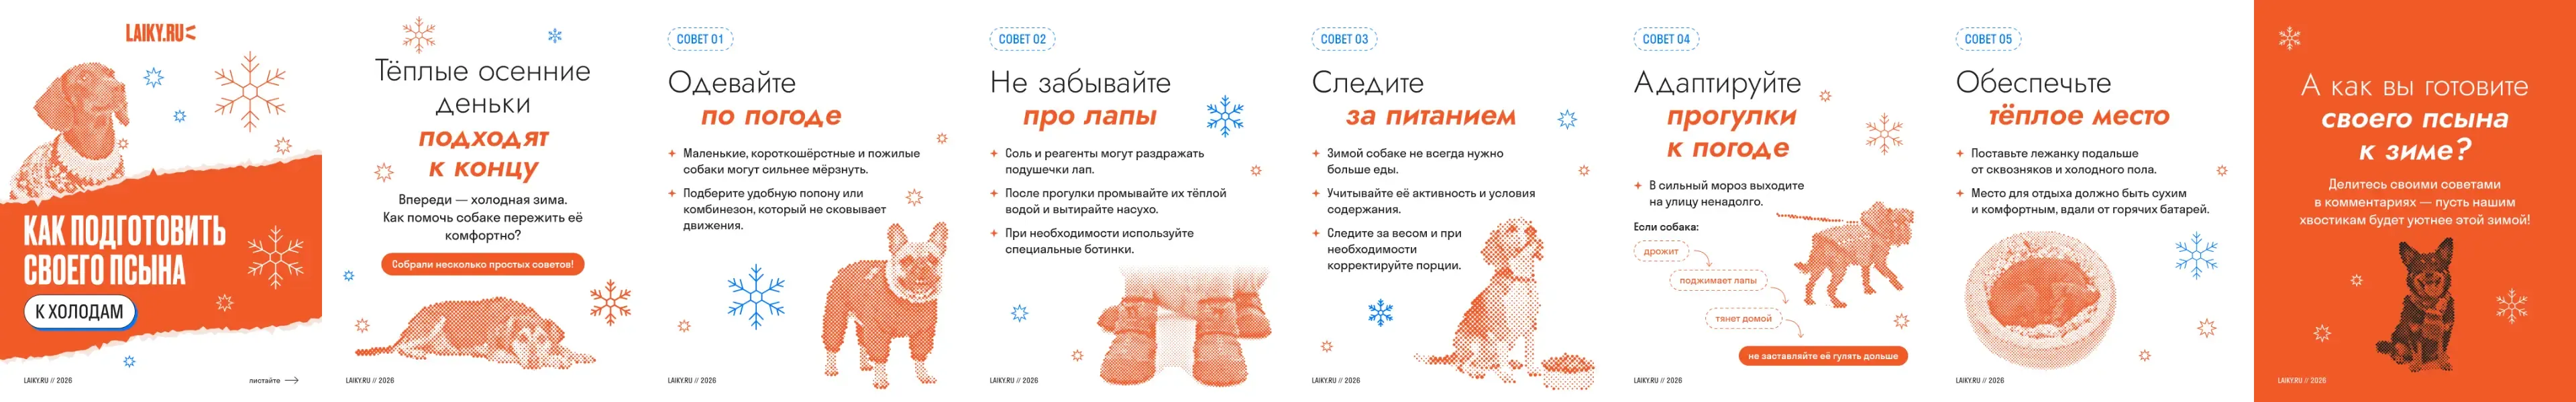 LAIKY.RU
КАК ПОДГОТОВИТЬ
СВОЕГО ПСЫНА
К ХОЛОДАМ
LAIKY.RU // 2026
листайте
Тёплые осенние
деньки
подходят
к концу
Впереди — холодная зима.
Как помочь собаке пережить её
комфортно?
Собрали несколько простых советов!
LAIKY.RU // 2026
СОВЕТ 01
Одевайте
по погоде
Маленькие, короткошёрстные и пожилые
собаки могут сильнее мёрзнуть.
Подберите удобную попону или
комбинезон, который не сковывает
движения.
LAIKY.RU // 2026
СОВЕТ 02
Не забывайте
про лапы
Соль и реагенты могут раздражать
подушечки лап.
После прогулки промывайте их тёплой
водой и вытирайте насухо.
При необходимости используйте
специальные ботинки.
LAIKY.RU // 2026
СОВЕТ 03
Следите
за питанием
Зимой собаке не всегда нужно
больше еды.
Учитывайте её активность и условия
содержания.
Следите за весом и при
необходимости
корректируйте порции.
LAIKY.RU // 2026
СОВЕТ 04
Адаптируйте
прогулки
к погоде
В сильный мороз выходите
на улицу ненадолго.
Если собака:
дрожит
поджимает лапы
тянет домой
не заставляйте её гулять дольше
LAIKY.RU // 2026
СОВЕТ 05
Обеспечьте
тёплое место
Поставьте лежанку подальше
от сквозняков и холодного пола.
Место для отдыха должно быть сухим
и комфортным, вдали от горячих батарей.
LAIKY.RU // 2026
А как вы готовите
своего псына
к зиме?
Делитесь своими советами
в комментариях — пусть нашим
хвостикам будет уютнее этой зимой!
LAIKY.RU // 2026